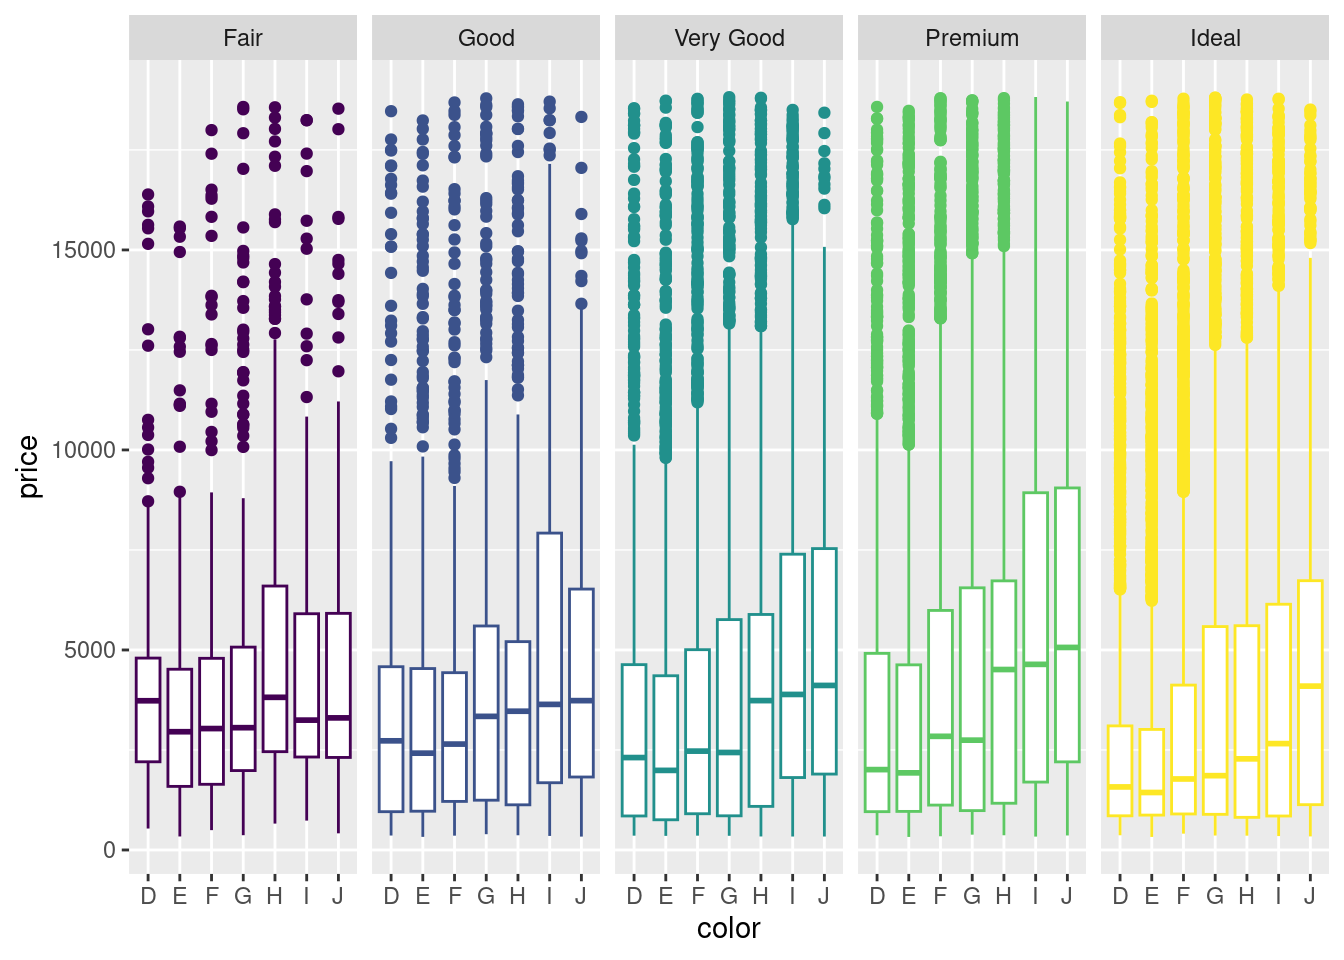 Fair Good Very Good Premium Ideal
15000
10000
5000
0
price
D E F G H I J D E F G H I J D E F G H I J D E F G H I J D E F G H I J
color